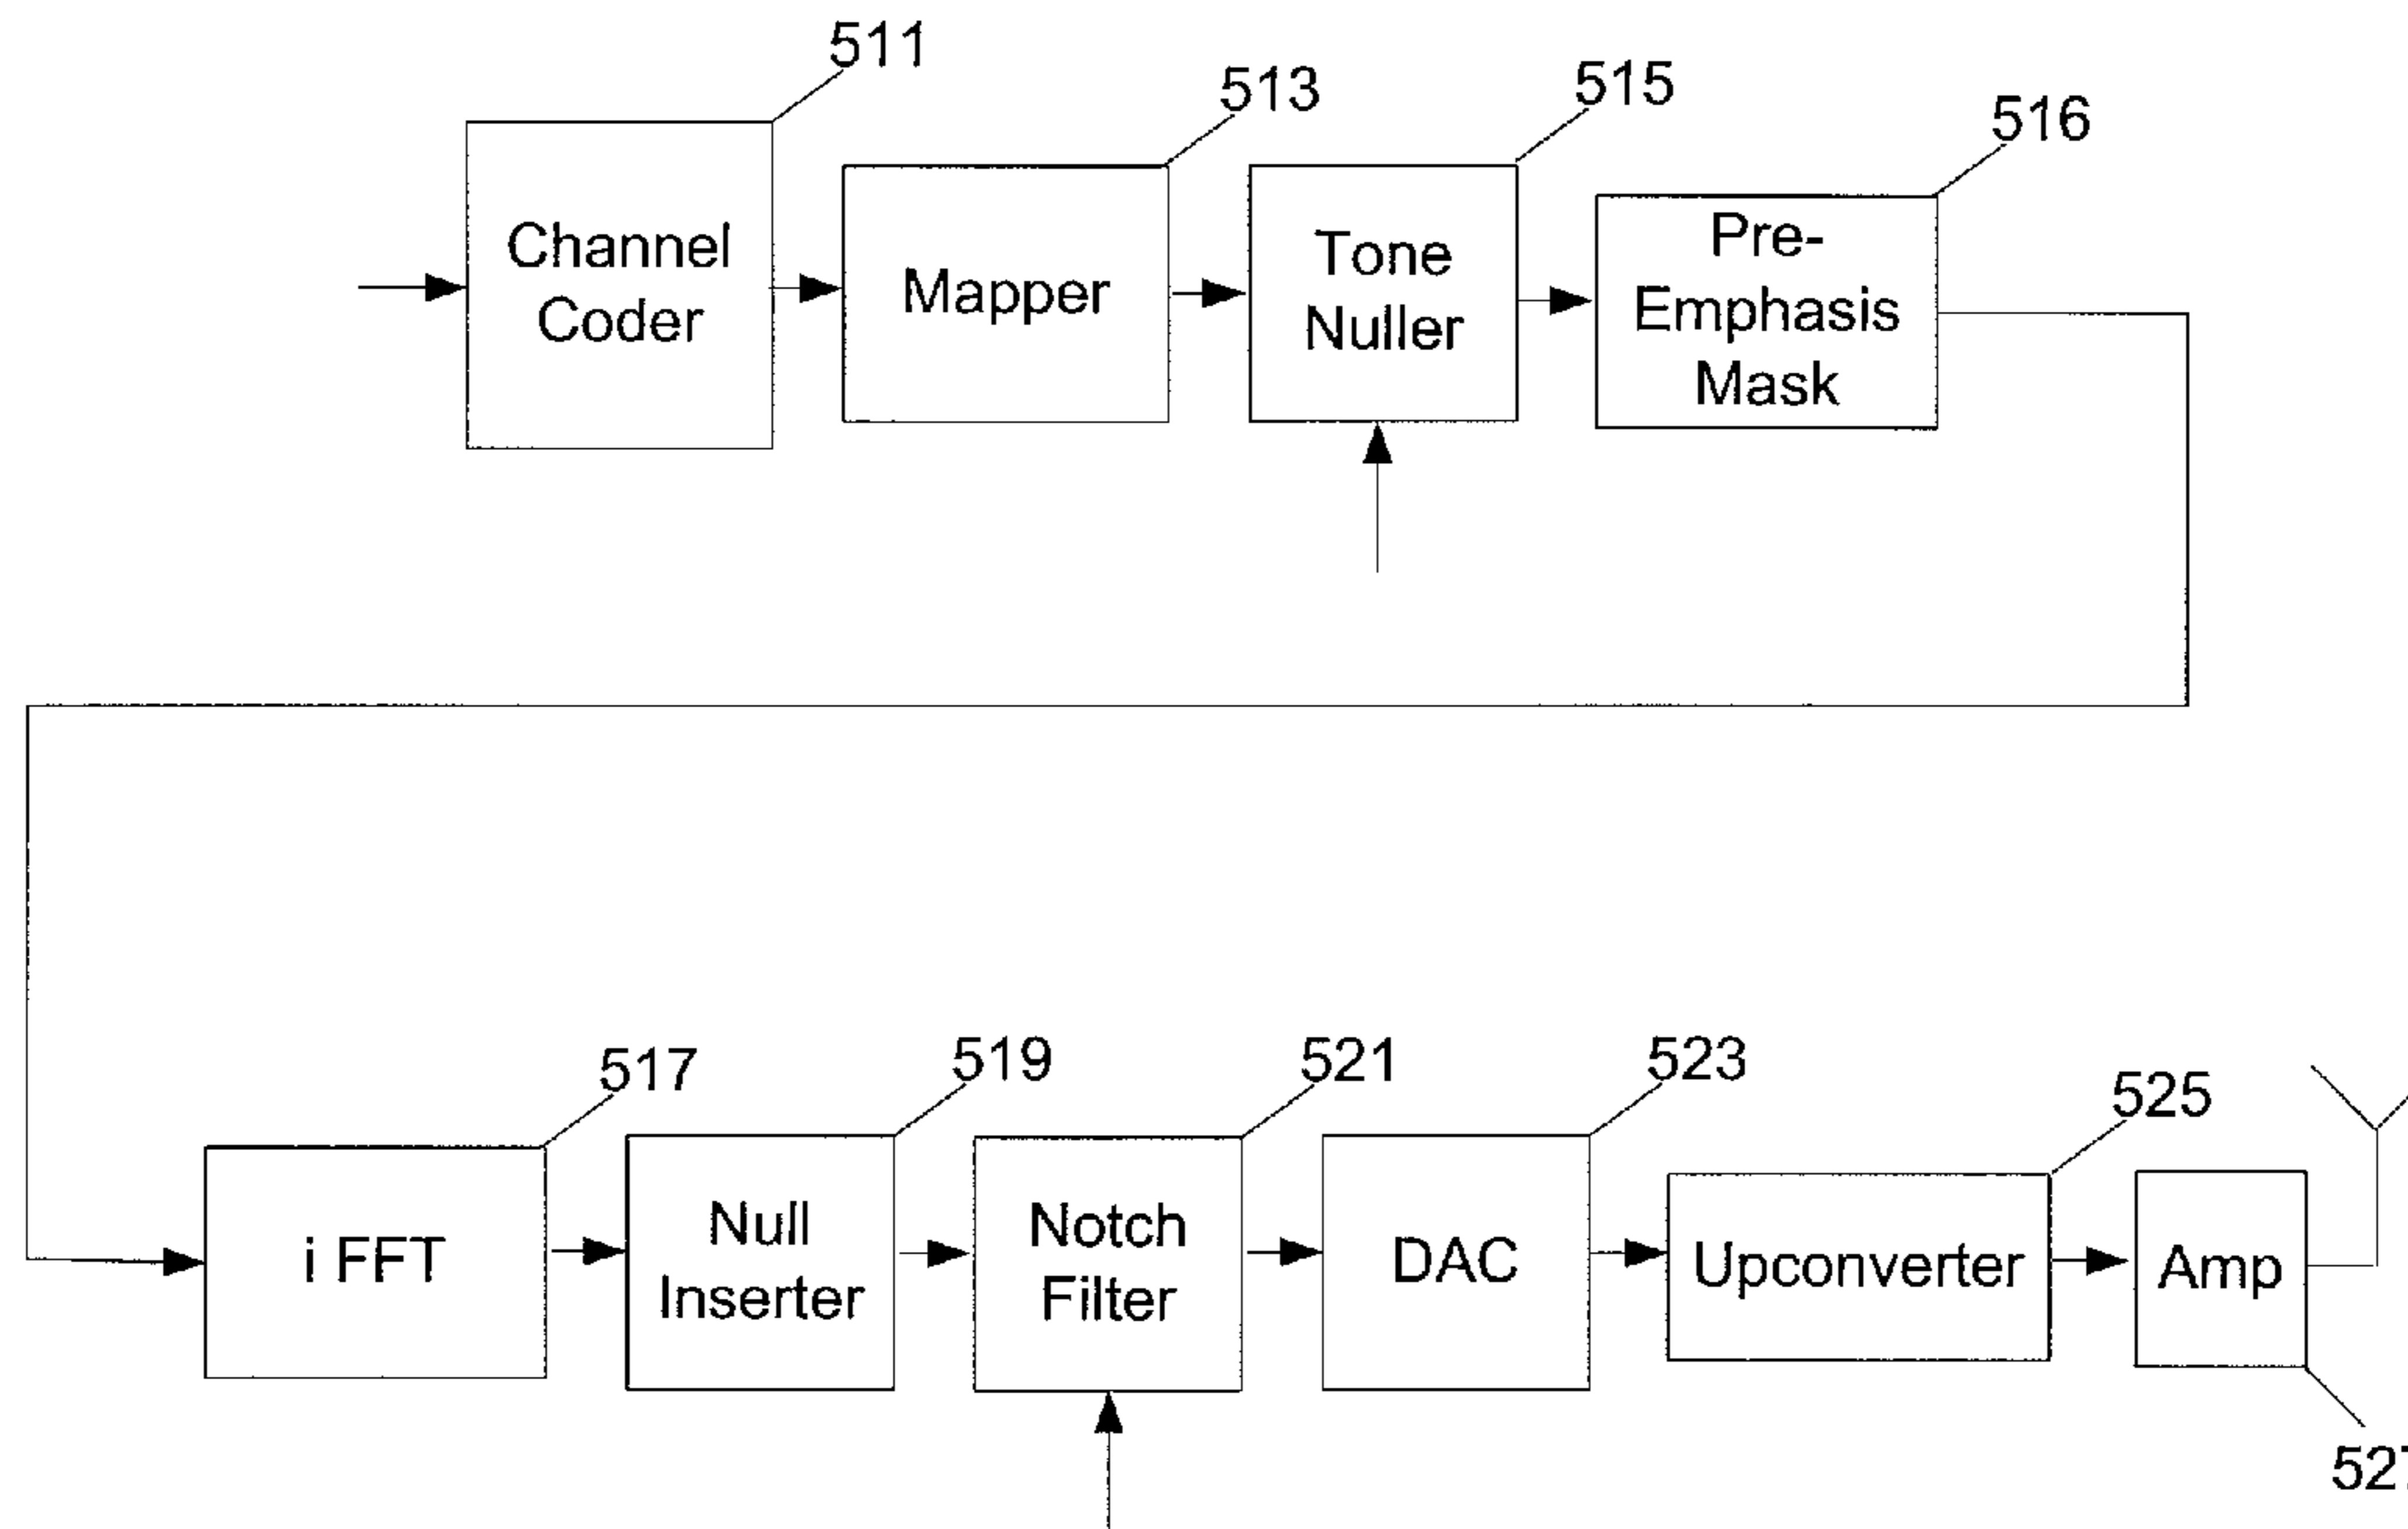 511
513
515
516
Channel
Coder
Mapper
Tone
Nuller
Pre-
Emphasis
Mask
517
519
521
523
525
i FFT
Null
Inserter
Notch
Filter
DAC
Upconverter
Amp
527